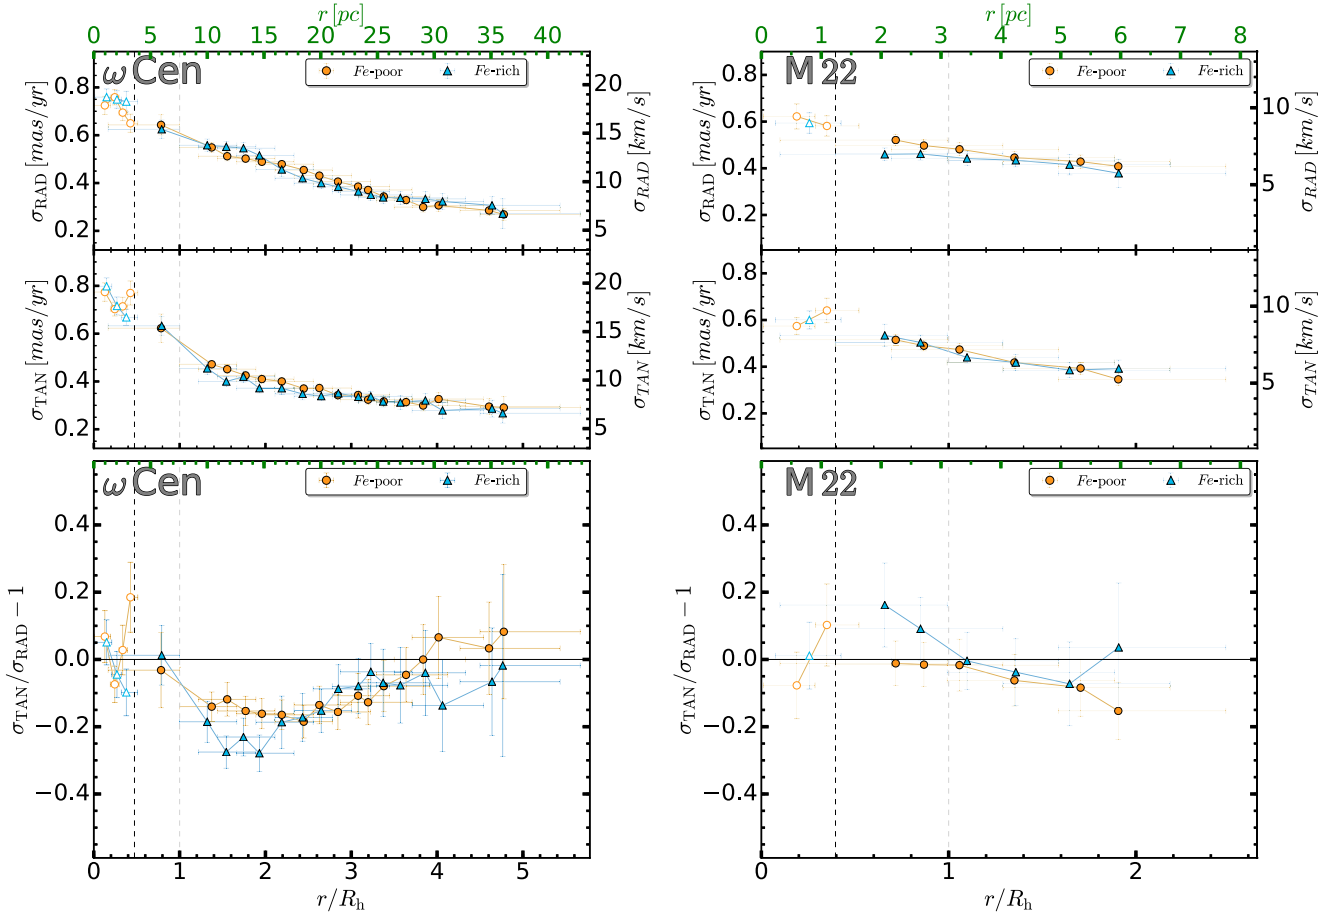 r [pc]
0 5 10 15 20 25 30 35 40
ω Cen
Fe-poor Fe-rich
σRAD [mas/yr]
0.8
0.6
0.4
0.2
σRAD [km/s]
20
15
10
5
σTAN [mas/yr]
0.8
0.6
0.4
0.2
σTAN [km/s]
20
15
10
5
ω Cen
Fe-poor Fe-rich
σTAN/σRAD − 1
0.4
0.2
0.0
−0.2
−0.4
0 1 2 3 4 5
r/Rh
r [pc]
0 1 2 3 4 5 6 7 8
M 22
Fe-poor Fe-rich
σRAD [mas/yr]
0.8
0.6
0.4
0.2
σRAD [km/s]
10
5
σTAN [mas/yr]
0.8
0.6
0.4
0.2
σTAN [km/s]
10
5
M 22
Fe-poor Fe-rich
σTAN/σRAD − 1
0.4
0.2
0.0
−0.2
−0.4
0 1 2
r/Rh